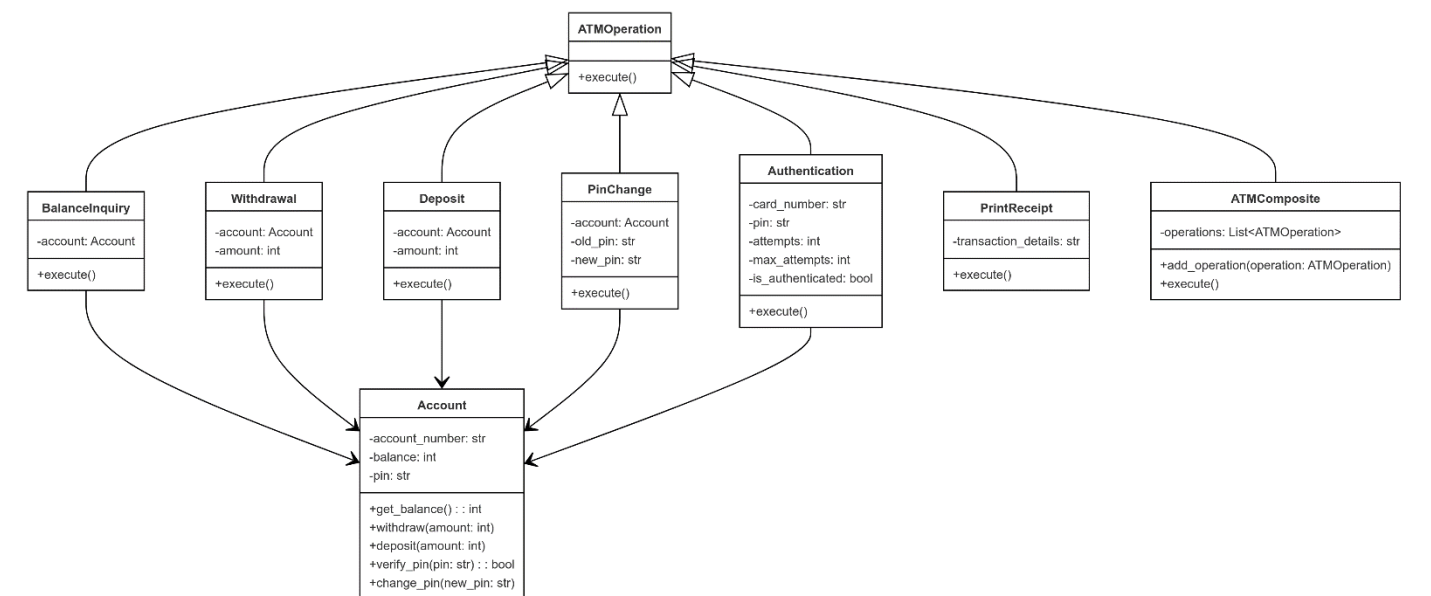 ATMOperation
+execute()
BalanceInquiry
-account: Account
+execute()
Withdrawal
-account: Account
-amount: int
+execute()
Deposit
-account: Account
-amount: int
+execute()
PinChange
-account: Account
-old_pin: str
-new_pin: str
+execute()
Authentication
-card_number: str
-pin: str
-attempts: int
-max_attempts: int
-is_authenticated: bool
+execute()
PrintReceipt
-transaction_details: str
+execute()
ATMComposite
-operations: List<ATMOperation>
+add_operation(operation: ATMOperation)
+execute()
Account
-account_number: str
-balance: int
-pin: str
+get_balance() : : int
+withdraw(amount: int)
+deposit(amount: int)
+verify_pin(pin: str) : : bool
+change_pin(new_pin: str)